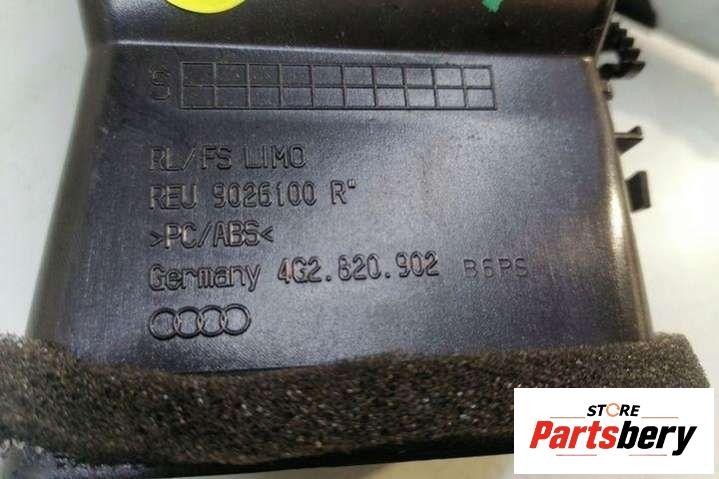 S
RL/FS LIMO
REU 9026100 R"
>PC/ABS<
Germany 4G2.820.902 B6PS
STORE
Partsbery